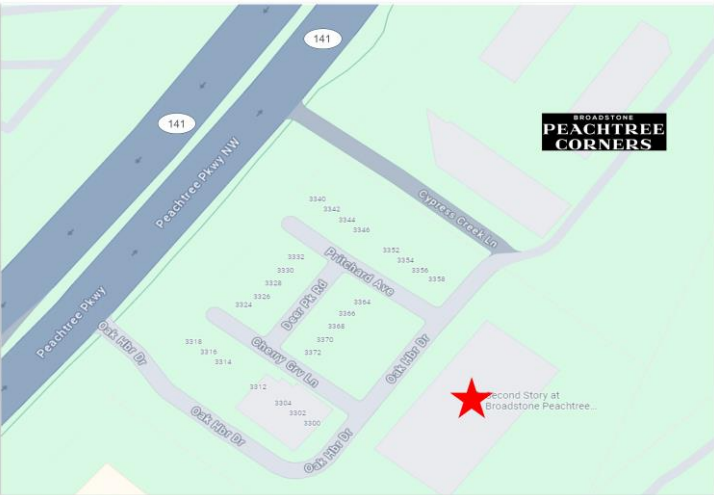 141
141
BROADSTONE
PEACHTREE
CORNERS
Peachtree Pkwy NW
Cypress Creek Ln
3340
3342
3344
3346
3352
3354
3356
3358
Pritchard Ave
3332
3330
3328
3326
3324
Deer Pk Rd
3364
3366
3368
3370
3372
Peachtree Pkwy
Oak Hbr Dr
3318
3316
3314
Cherry Grv Ln
Oak Hbr Dr
3312
3304
3302
3300
Second Story at
Broadstone Peachtree...
Oak Hbr Dr
Oak Hbr Dr